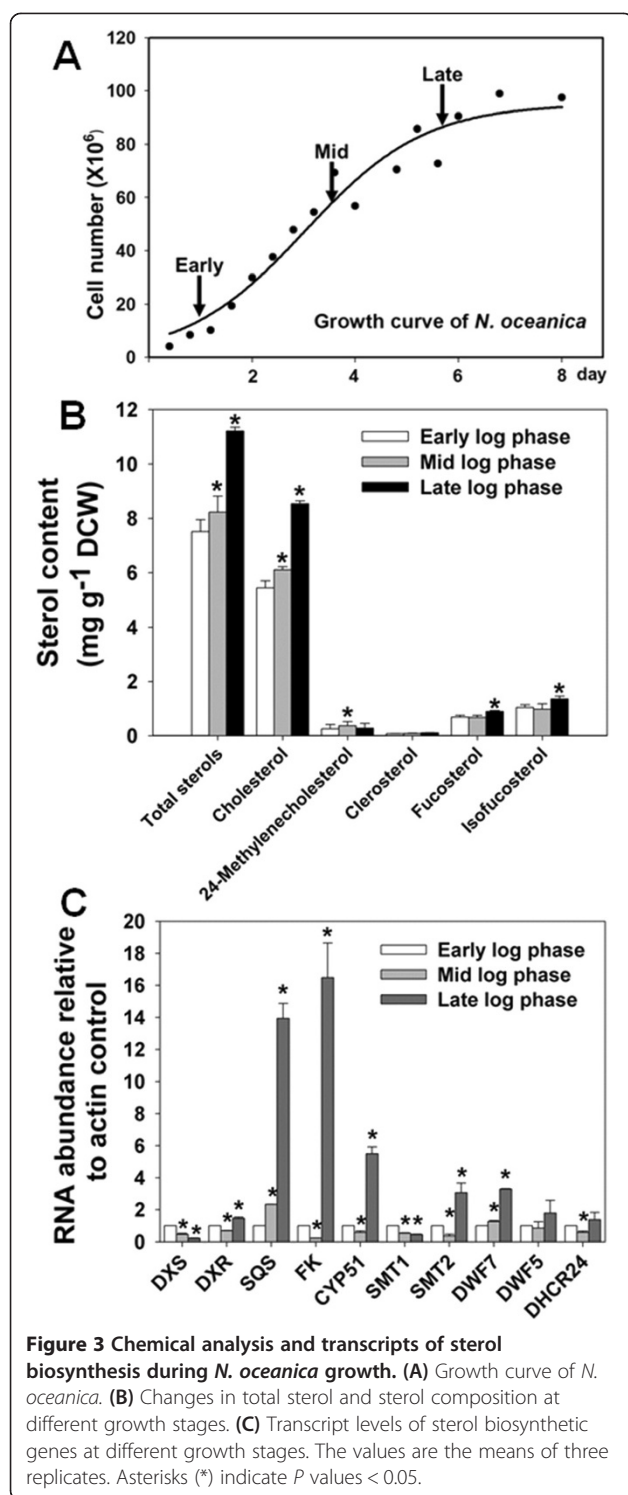 A
120
100
80
60
40
20
0
Cell number (X10⁶)
Early
Mid
Late
Growth curve of N. oceanica
2 4 6 8 day
B
12
10
8
6
4
2
0
Sterol content
(mg g⁻¹ DCW)
Early log phase
Mid log phase
Late log phase
* * * * * * *
Total sterols
Cholesterol
24-Methylenecholesterol
Clerosterol
Fucosterol
Isofucosterol
C
20
18
16
14
12
10
8
6
4
2
0
RNA abundance relative
to actin control
Early log phase
Mid log phase
Late log phase
* * * * * * * * * * * * * * * * *
DXS
DXR
SQS
FK
CYP51
SMT1
SMT2
DWF7
DWF5
DHCR24
Figure 3 Chemical analysis and transcripts of sterol
biosynthesis during N. oceanica growth. (A) Growth curve of N.
oceanica. (B) Changes in total sterol and sterol composition at
different growth stages. (C) Transcript levels of sterol biosynthetic
genes at different growth stages. The values are the means of three
replicates. Asterisks (*) indicate P values < 0.05.